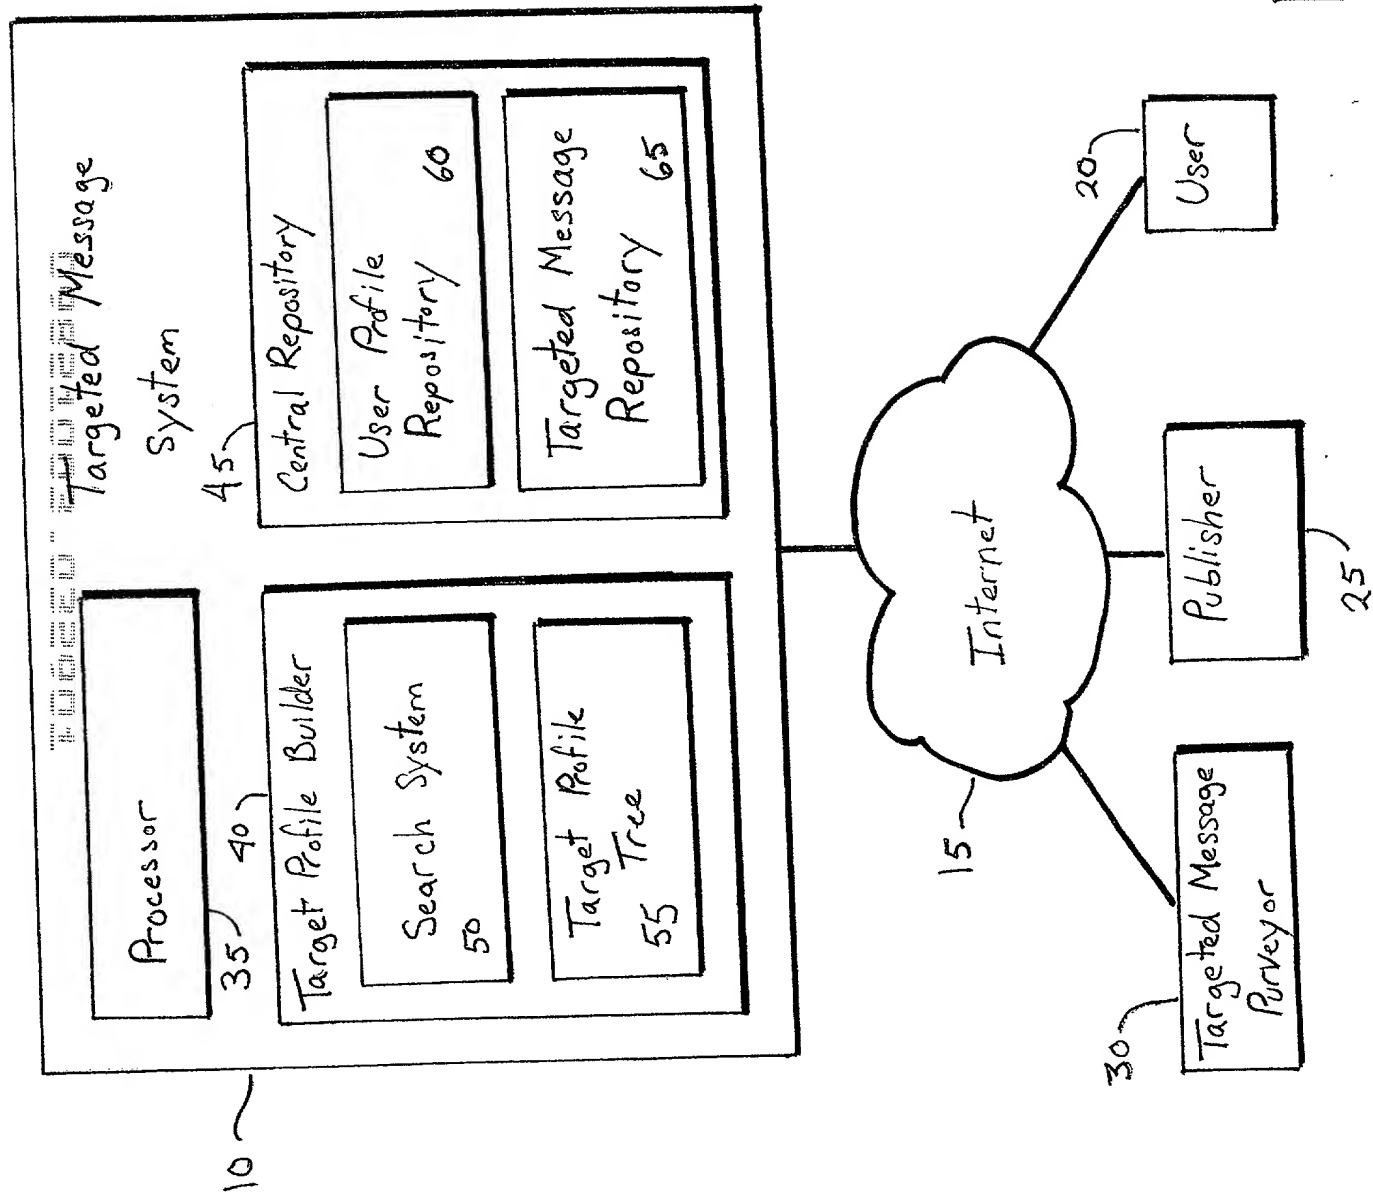 Targeted Message
System
Processor
35
40
Target Profile Builder
Search System
50
Target Profile
Tree
55
45
Central Repository
User Profile
Repository 60
Targeted Message
Repository 65
10
Internet
15
20
User
Publisher
25
30
Targeted Message
Purveyor